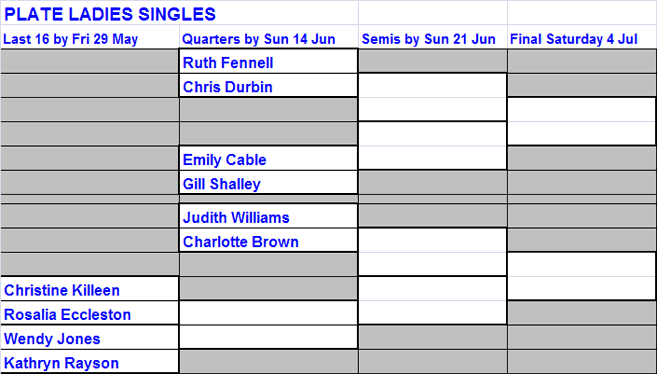 PLATE LADIES SINGLES
Last 16 by Fri 29 May Quarters by Sun 14 Jun Semis by Sun 21 Jun Final Saturday 4 Jul
Ruth Fennell
Chris Durbin
Emily Cable
Gill Shalley
Judith Williams
Charlotte Brown
Christine Killeen
Rosalia Eccleston
Wendy Jones
Kathryn Rayson